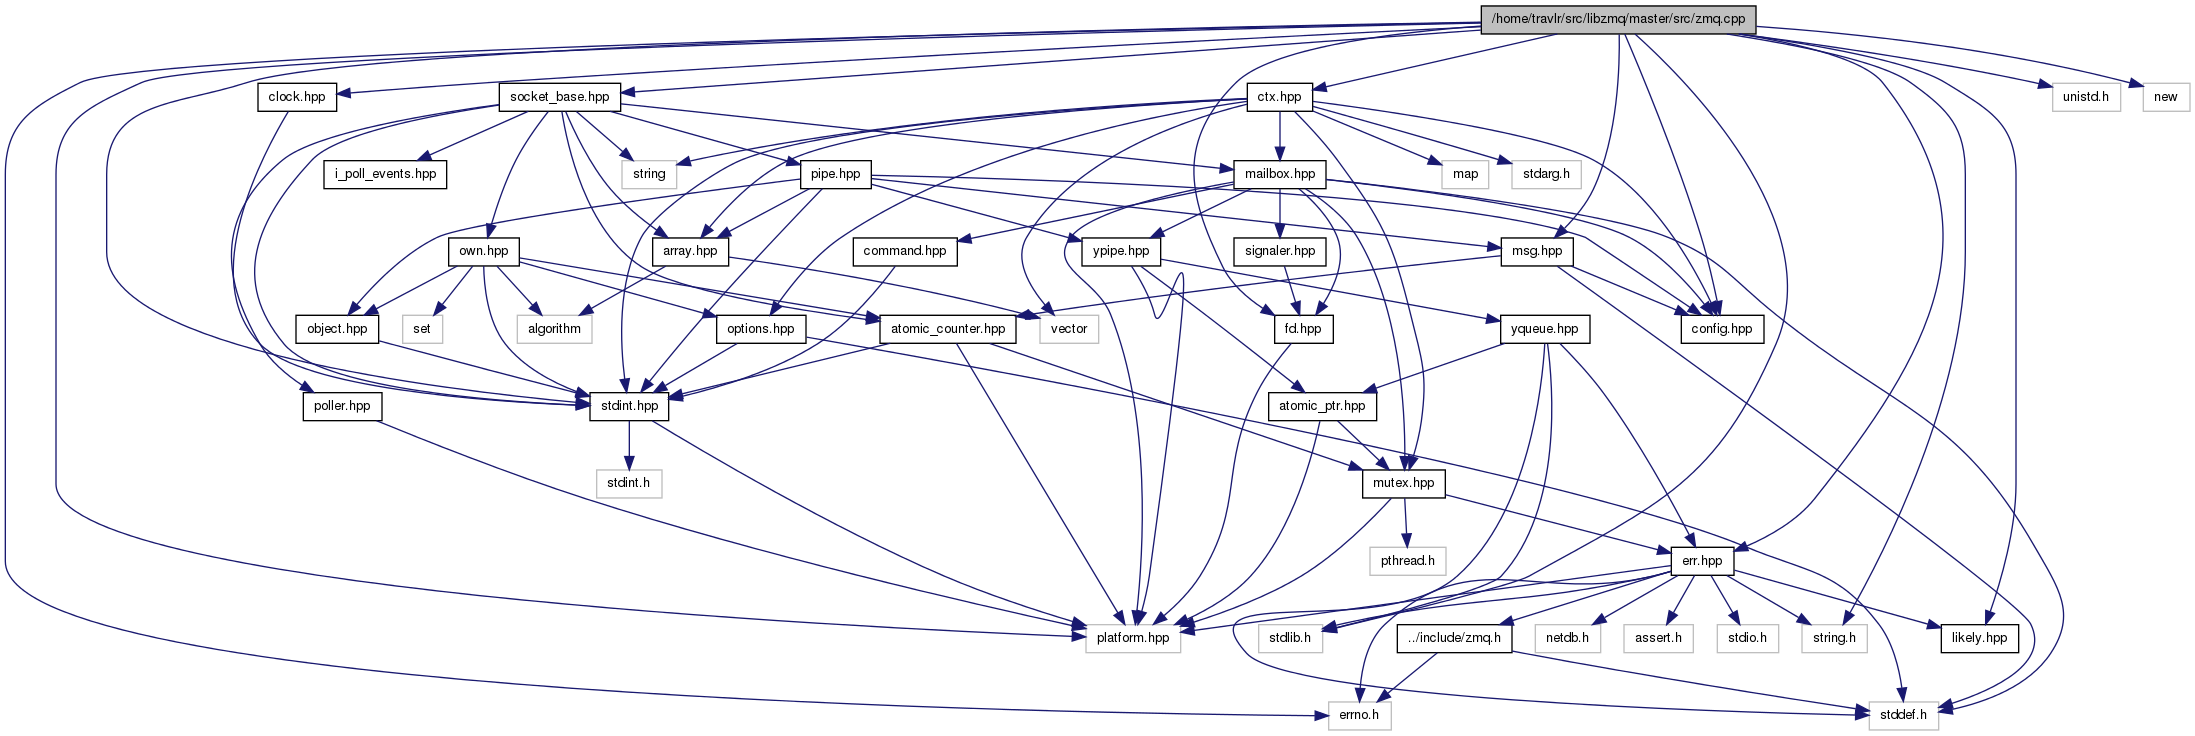 /home/travlr/src/libzmq/master/src/zmq.cpp
clock.hpp
socket_base.hpp
ctx.hpp
unistd.h
new
i_poll_events.hpp
string
pipe.hpp
mailbox.hpp
map
stdarg.h
own.hpp
array.hpp
command.hpp
ypipe.hpp
signaler.hpp
msg.hpp
object.hpp
set
algorithm
options.hpp
atomic_counter.hpp
vector
fd.hpp
yqueue.hpp
config.hpp
poller.hpp
stdint.hpp
atomic_ptr.hpp
stdint.h
mutex.hpp
pthread.h
err.hpp
platform.hpp
stdlib.h
../include/zmq.h
netdb.h
assert.h
stdio.h
string.h
likely.hpp
errno.h
stddef.h